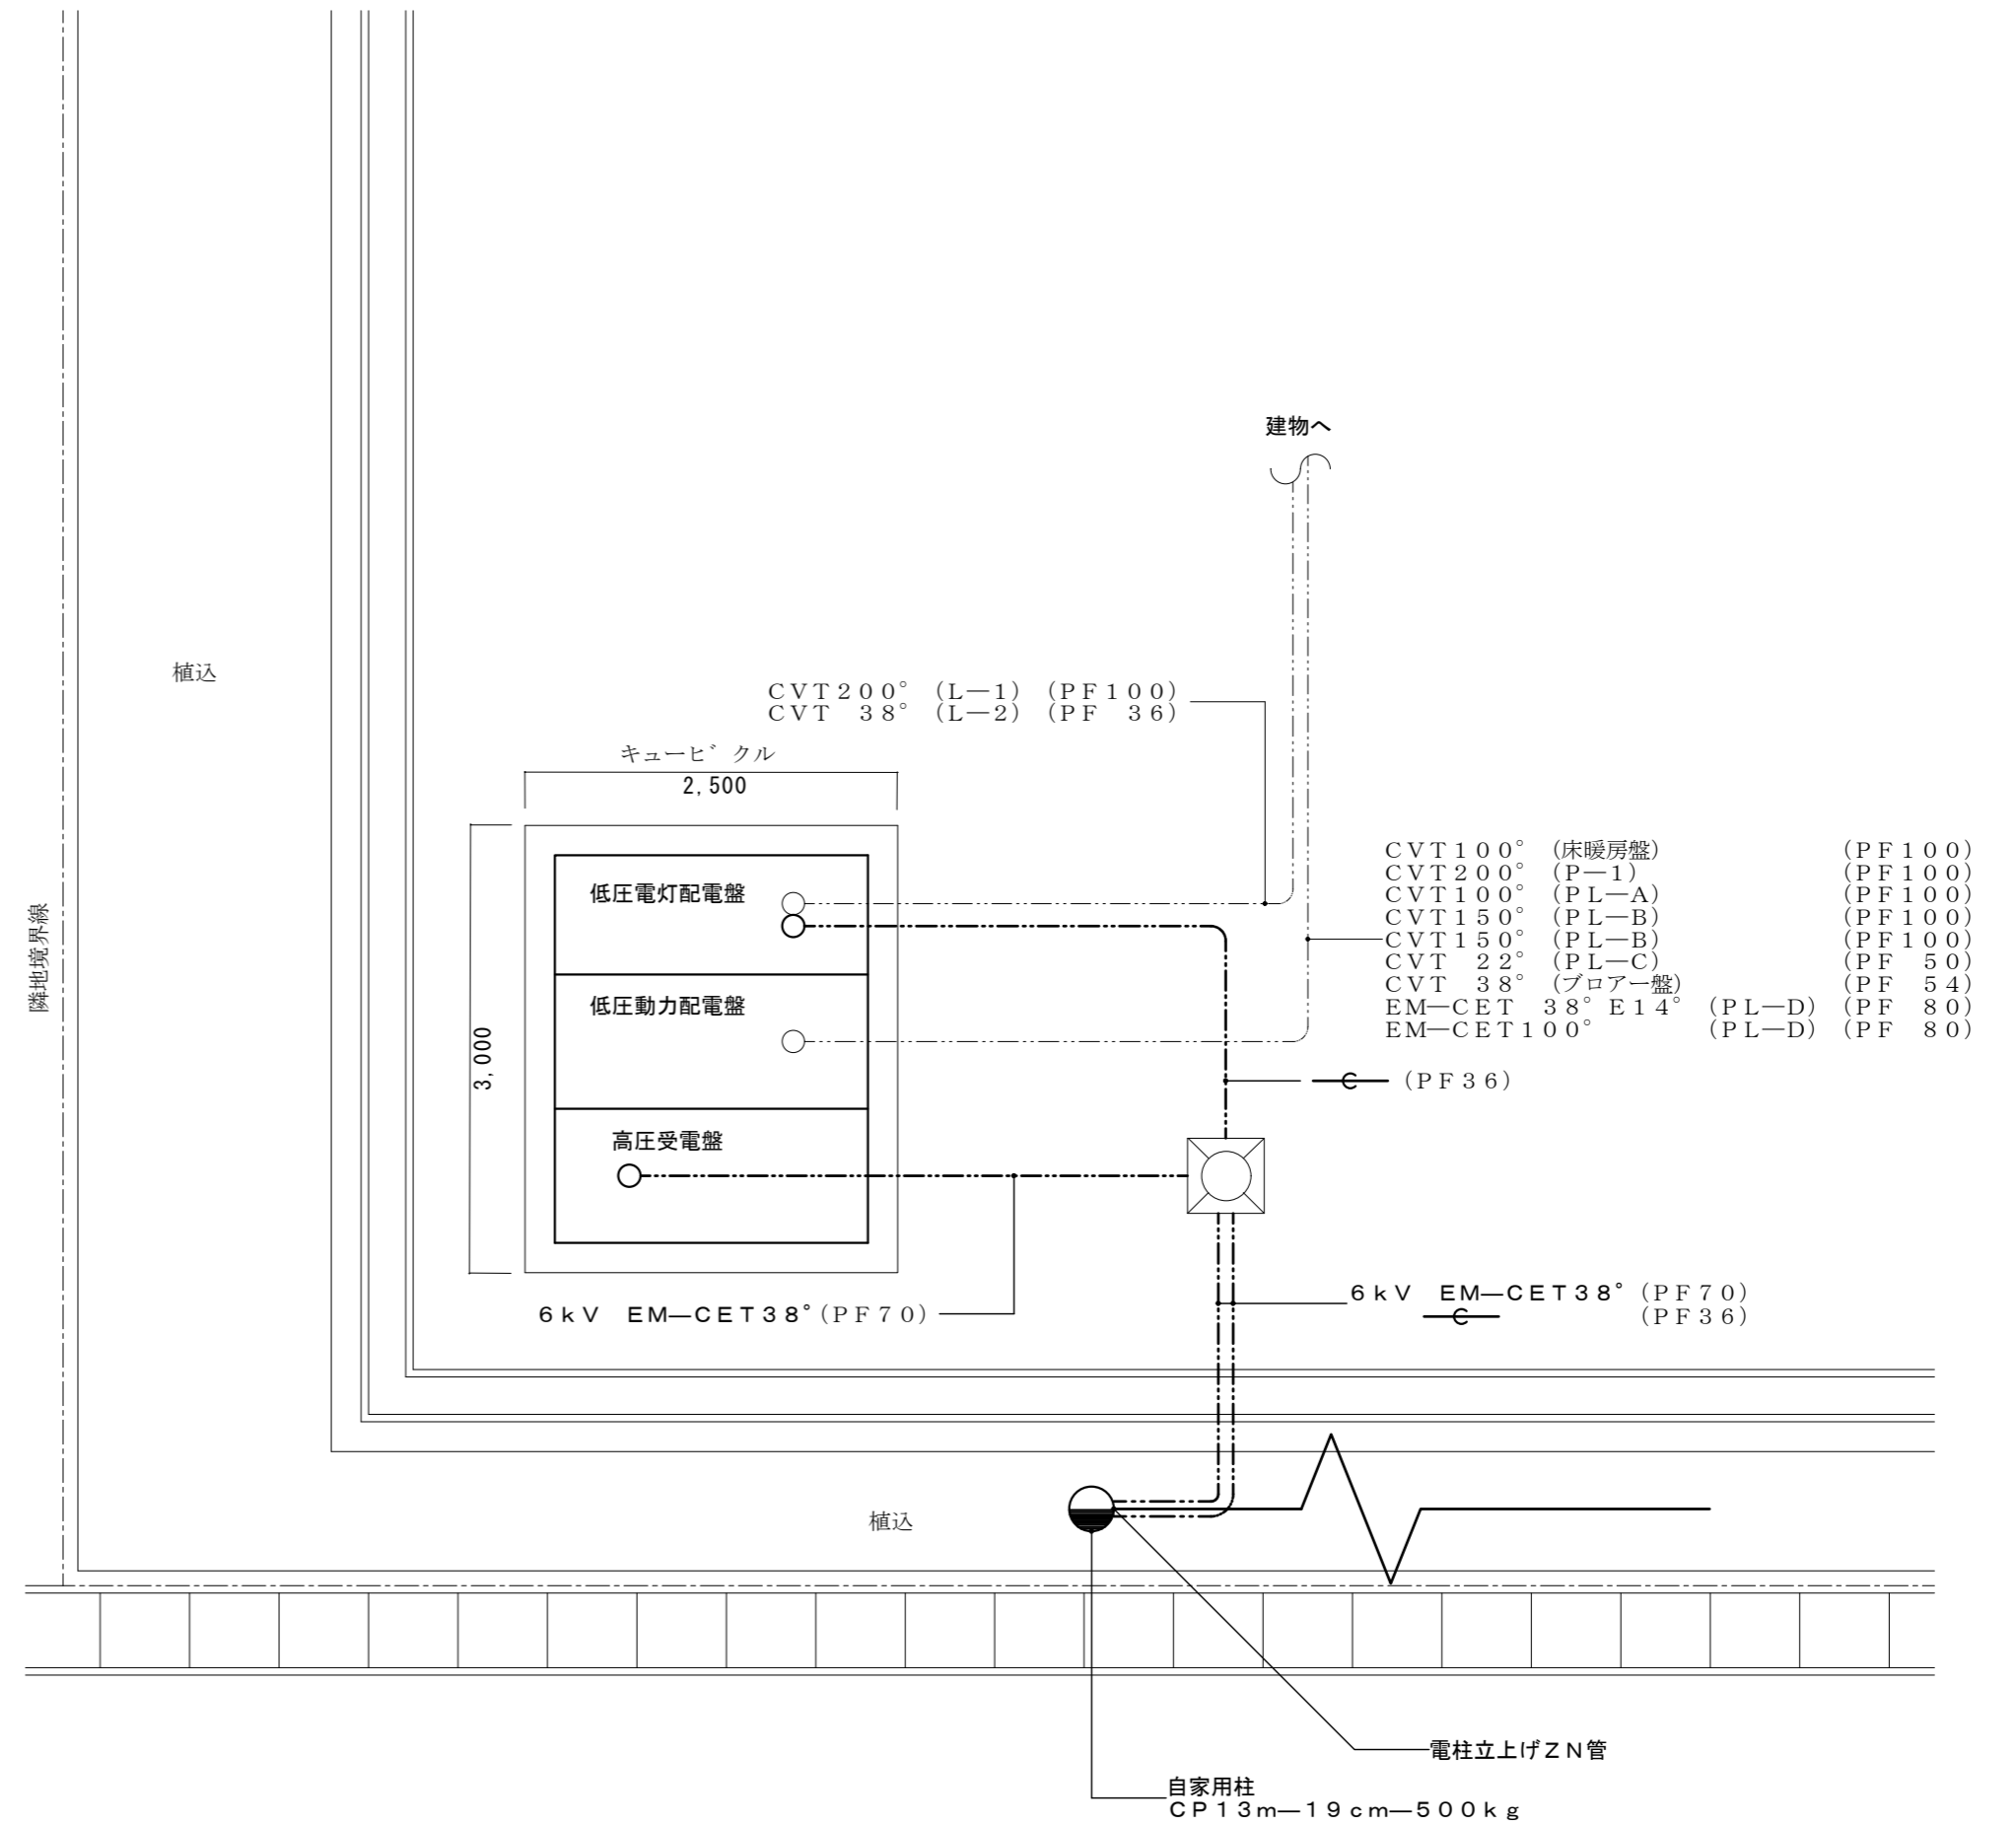 建物へ
植込
CVT200° (L—1) (PF100)
CVT 38° (L—2) (PF 36)
キュービクル
2,500
3,000
低圧電灯配電盤
低圧動力配電盤
高圧受電盤
隣地境界線
CVT100° (床暖房盤) (PF100)
CVT200° (P—1) (PF100)
CVT100° (PL—A) (PF100)
CVT150° (PL—B) (PF100)
CVT150° (PL—B) (PF100)
CVT 22° (PL—C) (PF 50)
CVT 38° (ブロアー盤) (PF 54)
EM—CET 38° E14° (PL—D) (PF 80)
EM—CET100° (PL—D) (PF 80)
C (PF36)
6kV EM—CET38° (PF70)
6kV EM—CET38° (PF70)
C (PF36)
植込
電柱立上げZN管
自家用柱
CP13m—19cm—500kg